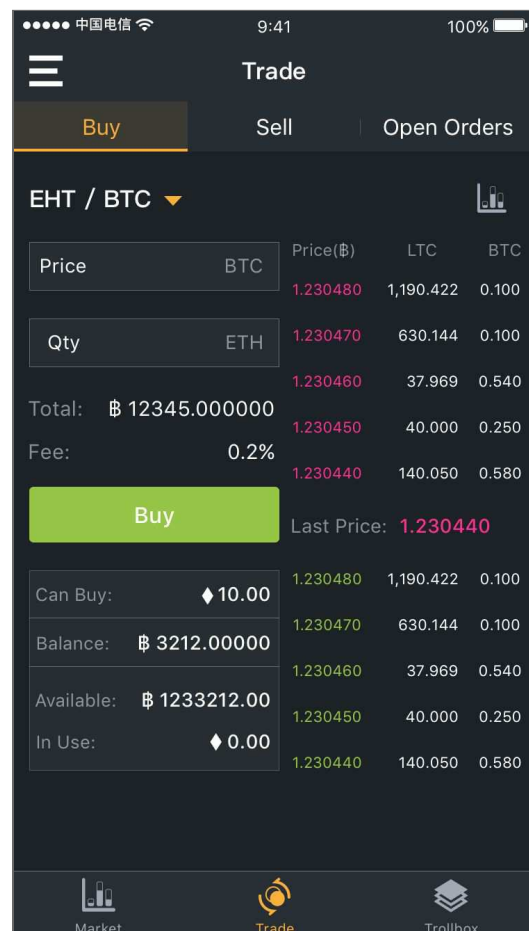 中国电信 9:41 100%
Trade
Buy Sell Open Orders
EHT / BTC
Price BTC
Qty ETH
Total: ฿ 12345.000000
Fee: 0.2%
Buy
Can Buy: ♦10.00
Balance: ฿ 3212.00000
Available: ฿ 1233212.00
In Use: ♦ 0.00
Price(฿) LTC BTC
1.230480 1,190.422 0.100
1.230470 630.144 0.100
1.230460 37.969 0.540
1.230450 40.000 0.250
1.230440 140.050 0.580
Last Price: 1.230440
1.230480 1,190.422 0.100
1.230470 630.144 0.100
1.230460 37.969 0.540
1.230450 40.000 0.250
1.230440 140.050 0.580
Market Trade Trollbox